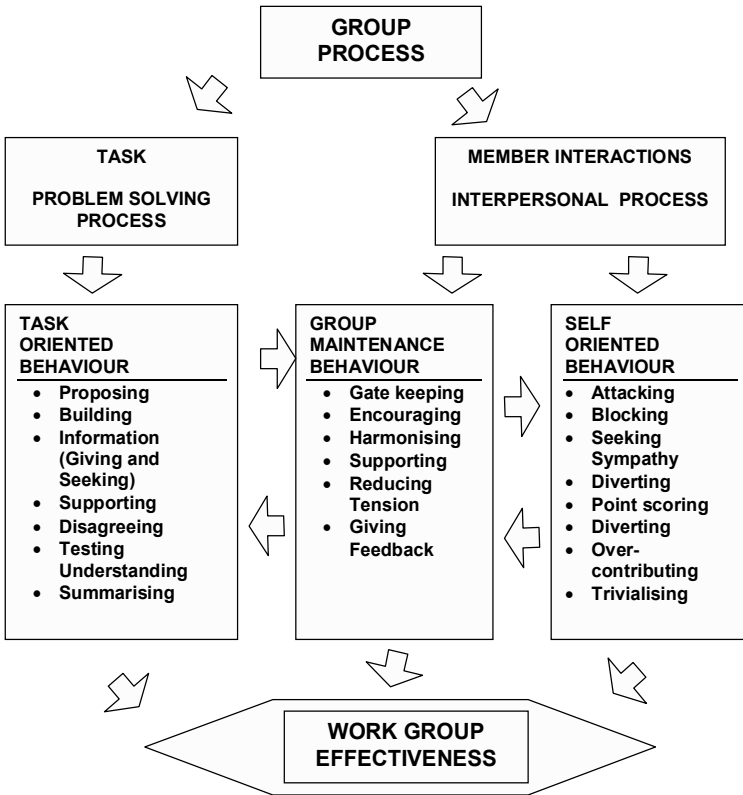 GROUP
PROCESS
TASK
PROBLEM SOLVING
PROCESS
MEMBER INTERACTIONS
INTERPERSONAL PROCESS
TASK
ORIENTED
BEHAVIOUR
• Proposing
• Building
• Information
(Giving and
Seeking)
• Supporting
• Disagreeing
• Testing
Understanding
• Summarising
GROUP
MAINTENANCE
BEHAVIOUR
• Gate keeping
• Encouraging
• Harmonising
• Supporting
• Reducing
Tension
• Giving
Feedback
SELF
ORIENTED
BEHAVIOUR
• Attacking
• Blocking
• Seeking
Sympathy
• Diverting
• Point scoring
• Diverting
• Over-
contributing
• Trivialising
WORK GROUP
EFFECTIVENESS